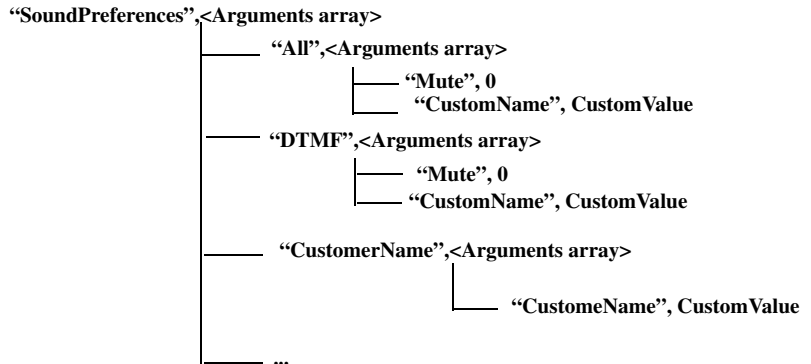 “SoundPreferences”,<Arguments array>
“All”,<Arguments array>
“Mute”, 0
“CustomName”, CustomValue
“DTMF”,<Arguments array>
“Mute”, 0
“CustomName”, CustomValue
“CustomerName”,<Arguments array>
“CustomeName”, CustomValue
...